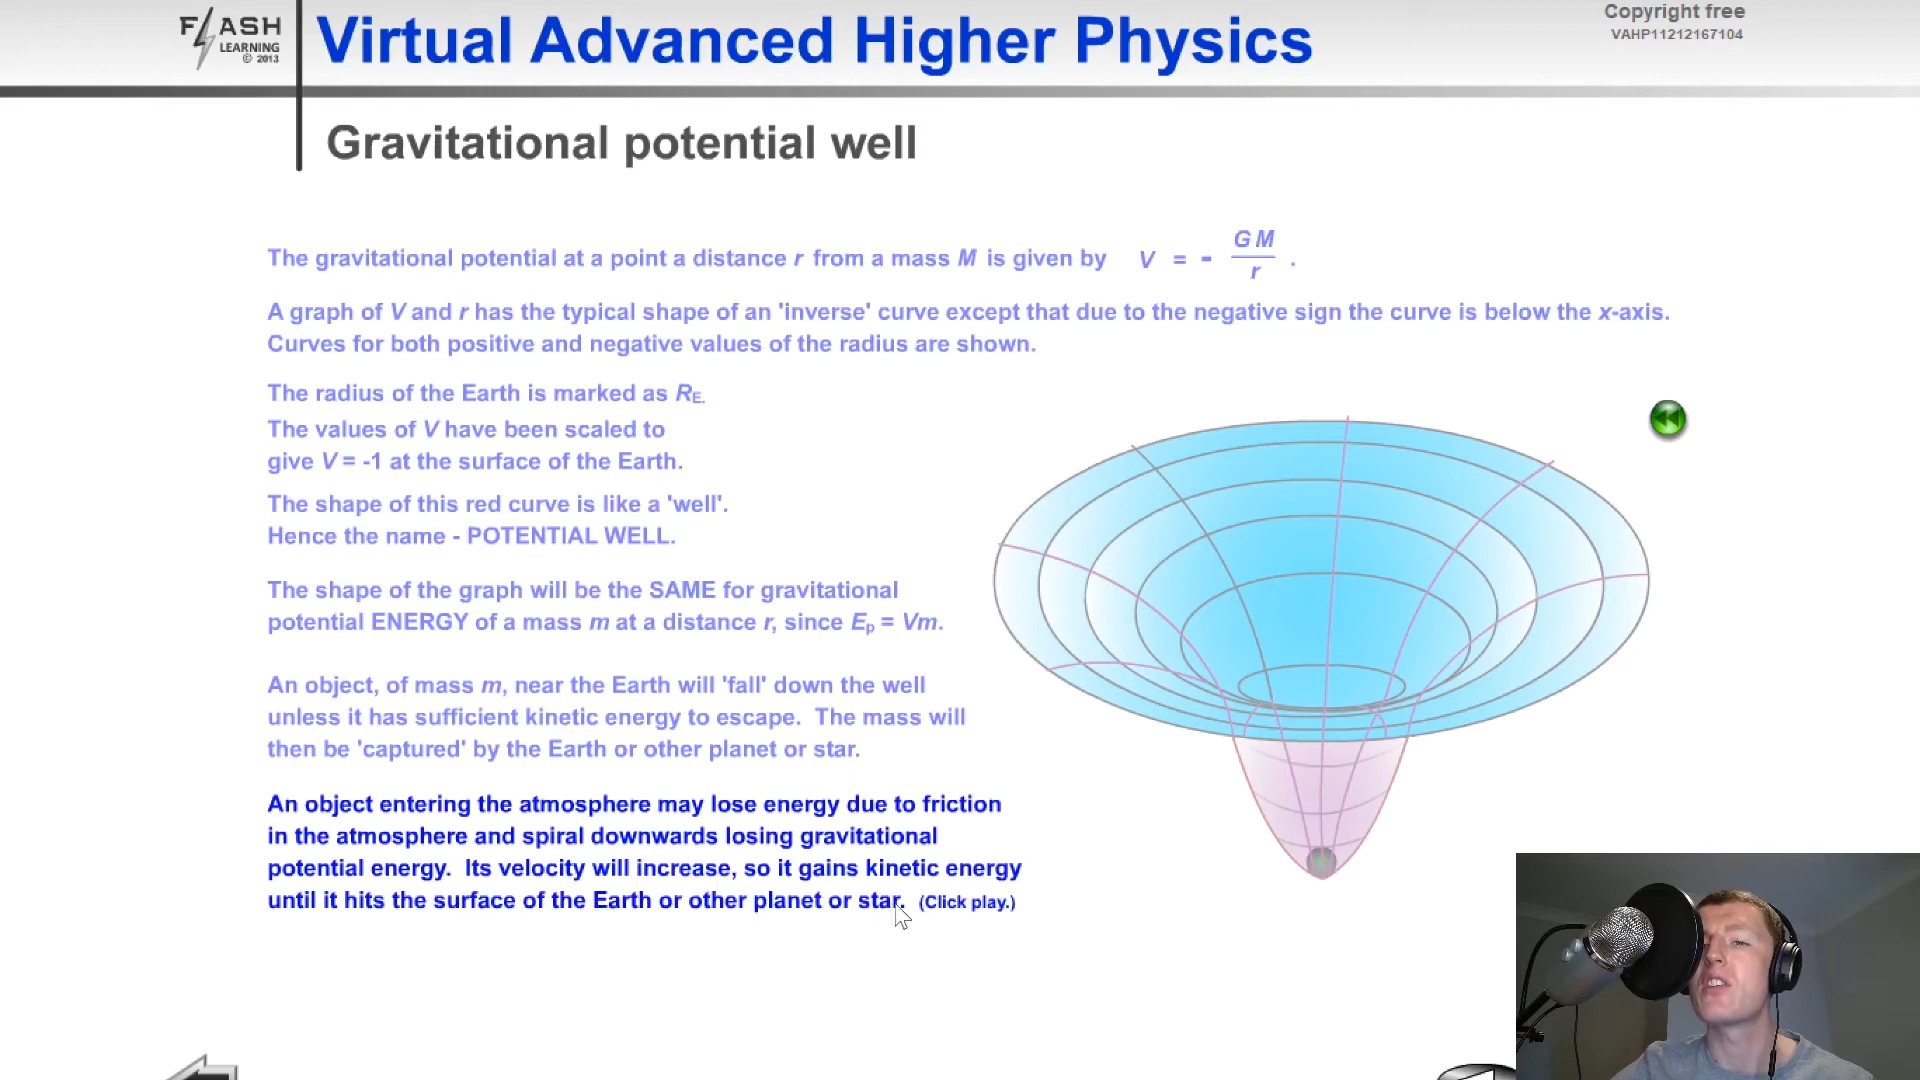 FLASH
LEARNING
© 2013
Virtual Advanced Higher Physics
Copyright free
VAHP11212167104
Gravitational potential well
The gravitational potential at a point a distance r from a mass M is given by V = - GM/r .
A graph of V and r has the typical shape of an 'inverse' curve except that due to the negative sign the curve is below the x-axis.
Curves for both positive and negative values of the radius are shown.
The radius of the Earth is marked as RE.
The values of V have been scaled to
give V = -1 at the surface of the Earth.
The shape of this red curve is like a 'well'.
Hence the name - POTENTIAL WELL.
The shape of the graph will be the SAME for gravitational
potential ENERGY of a mass m at a distance r, since Ep = Vm.
An object, of mass m, near the Earth will 'fall' down the well
unless it has sufficient kinetic energy to escape. The mass will
then be 'captured' by the Earth or other planet or star.
An object entering the atmosphere may lose energy due to friction
in the atmosphere and spiral downwards losing gravitational
potential energy. Its velocity will increase, so it gains kinetic energy
until it hits the surface of the Earth or other planet or star. (Click play.)